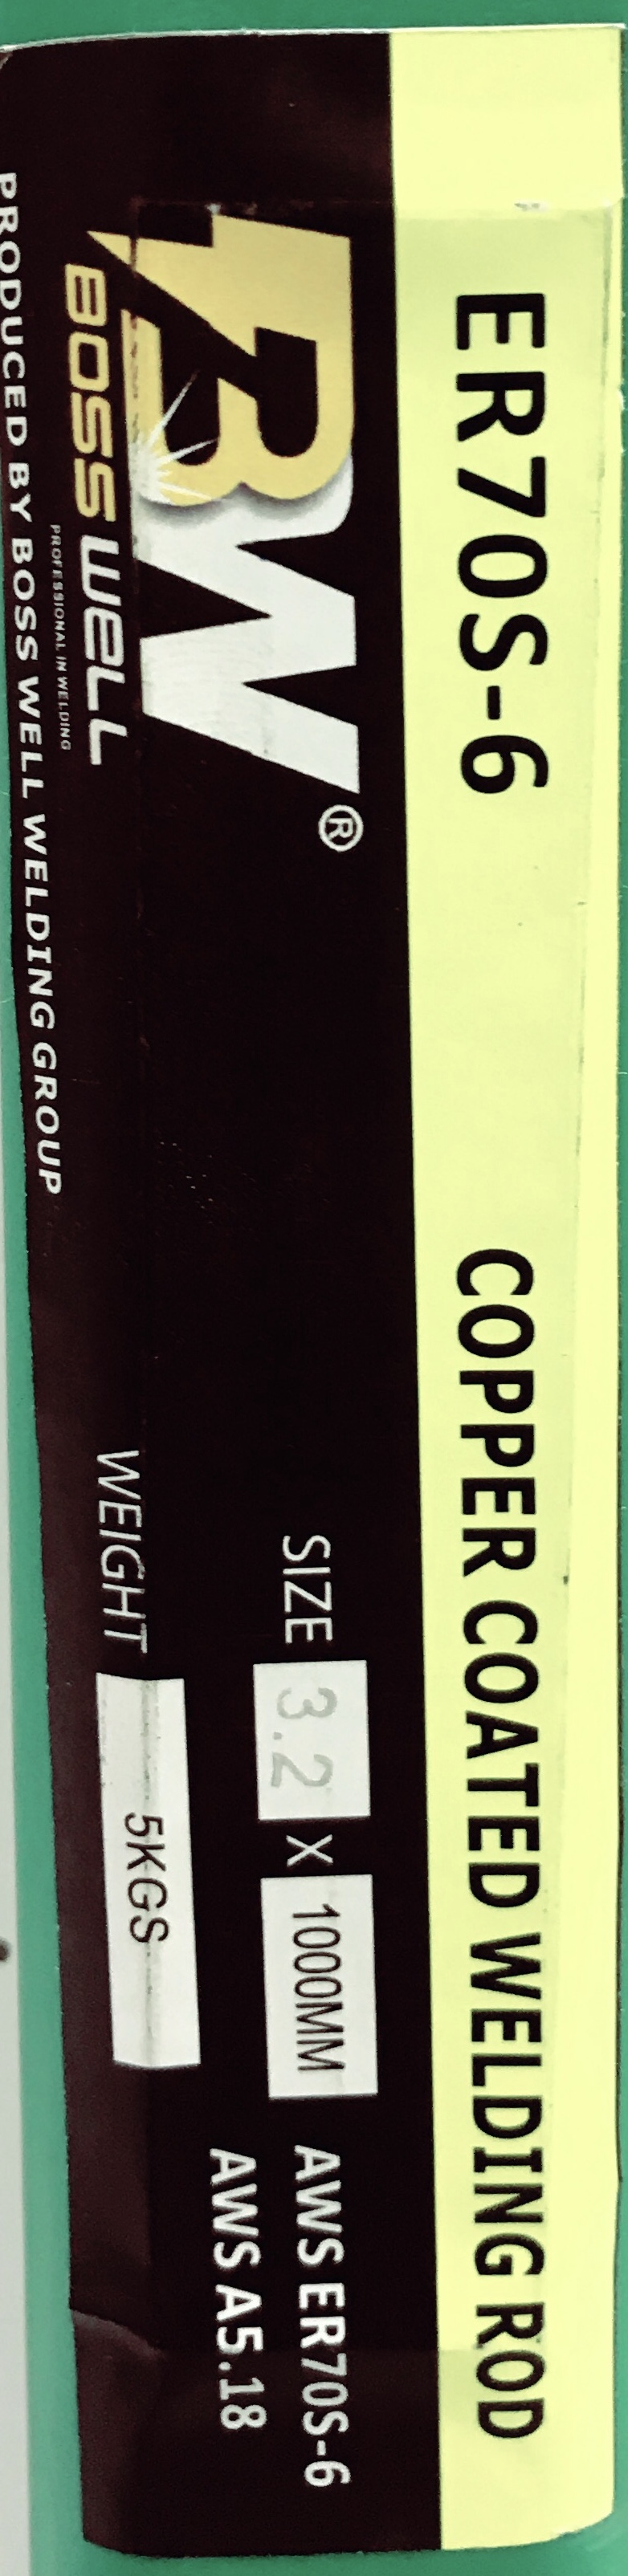 ER70S-6 COPPER COATED WELDING ROD
BW®
BOSS WELL
PROFESSIONAL IN WELDING
PRODUCED BY BOSS WELL WELDING GROUP
SIZE 3.2 X 1000MM AWS ER70S-6
AWS A5.18
WEIGHT 5KGS